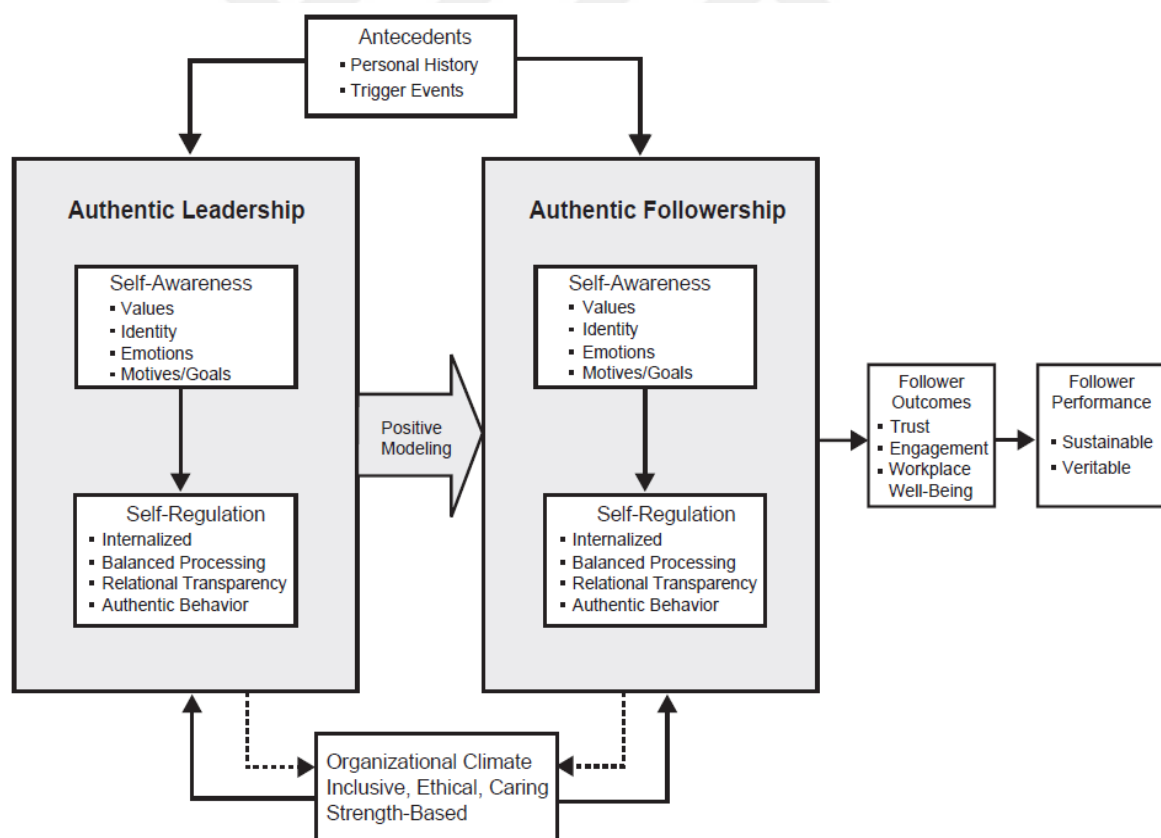 Antecedents
▪ Personal History
▪ Trigger Events
Authentic Leadership
Self-Awareness
▪ Values
▪ Identity
▪ Emotions
▪ Motives/Goals
Self-Regulation
▪ Internalized
▪ Balanced Processing
▪ Relational Transparency
▪ Authentic Behavior
Positive
Modeling
Authentic Followership
Self-Awareness
▪ Values
▪ Identity
▪ Emotions
▪ Motives/Goals
Self-Regulation
▪ Internalized
▪ Balanced Processing
▪ Relational Transparency
▪ Authentic Behavior
Follower
Outcomes
▪ Trust
▪ Engagement
▪ Workplace
Well-Being
Follower
Performance
▪ Sustainable
▪ Veritable
Organizational Climate
Inclusive, Ethical, Caring
Strength-Based